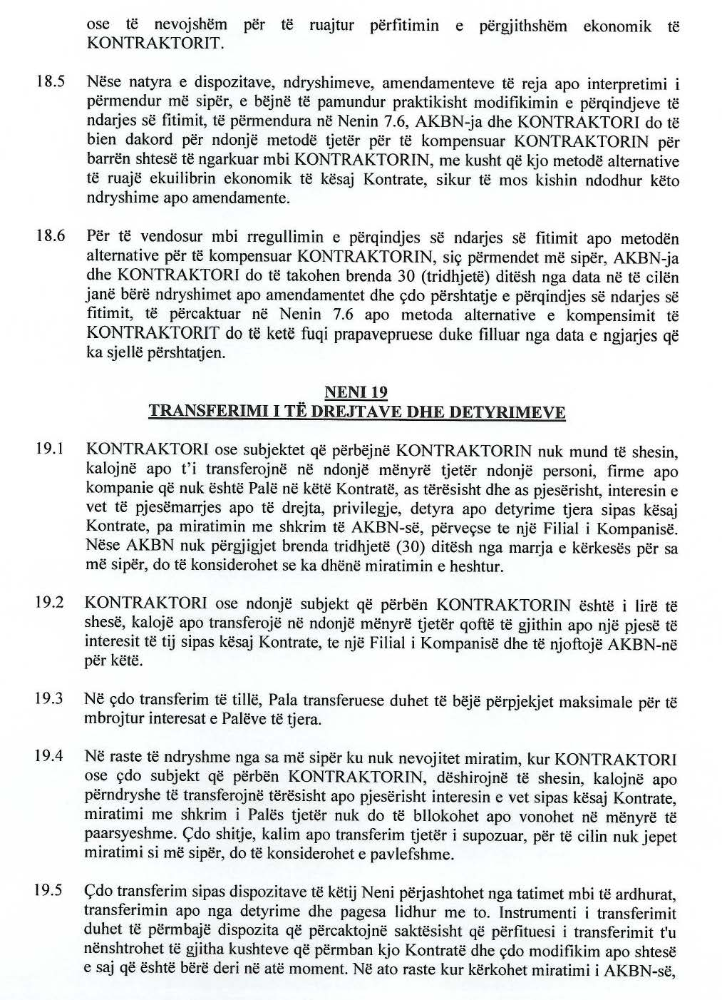 ose të nevojshëm për të ruajtur përfitimin e përgjithshëm ekonomik të
KONTRAKTORIT.
18.5 Nëse natyra e dispozitave, ndryshimeve, amendamenteve të reja apo interpretimi i
përmendur më sipër, e bëjnë të pamundur praktikisht modifikimin e përqindjeve të
ndarjes së fitimit, të përmendura në Nenin 7.6, AKBN-ja dhe KONTRAKTORI do të
bien dakord për ndonjë metodë tjetër për të kompensuar KONTRAKTORIN për
barrën shtesë të ngarkuar mbi KONTRAKTORIN, me kusht që kjo metodë alternative
të ruajë ekuilibrin ekonomik të kësaj Kontrate, sikur të mos kishin ndodhur këto
ndryshime apo amendamente.
18.6 Për të vendosur mbi rregullimin e përqindjes së ndarjes së fitimit apo metodën
alternative për të kompensuar KONTRAKTORIN, siç përmendet më sipër, AKBN-ja
dhe KONTRAKTORI do të takohen brenda 30 (tridhjetë) ditësh nga data në të cilën
janë bërë ndryshimet apo amendamentet dhe çdo përshtatje e përqindjes së ndarjes së
fitimit, të përcaktuar në Nenin 7.6 apo metoda alternative e kompensimit të
KONTRAKTORIT do të ketë fuqi prapavepruese duke filluar nga data e ngjarjes që
ka sjellë përshtatjen.
NENI 19
TRANSFERIMI I TË DREJTAVE DHE DETYRIMEVE
19.1 KONTRAKTORI ose subjektet që përbëjnë KONTRAKTORIN nuk mund të shesin,
kalojnë apo t’i transferojnë në ndonjë mënyrë tjetër ndonjë personi, firme apo
kompanie që nuk është Palë në këtë Kontratë, as tërësisht dhe as pjesërisht, interesin e
vet të pjesëmarrjes apo të drejta, privilegje, detyra apo detyrime tjera sipas kësaj
Kontrate, pa miratimin me shkrim të AKBN-së, përveçse te një Filial i Kompanisë.
Nëse AKBN nuk përgjigjet brenda tridhjetë (30) ditësh nga marrja e kërkesës për sa
më sipër, do të konsiderohet se ka dhënë miratimin e heshtur.
19.2 KONTRAKTORI ose ndonjë subjekt që përbën KONTRAKTORIN është i lirë të
shesë, kalojë apo transferojë në ndonjë mënyrë tjetër qoftë të gjithin apo një pjesë të
interesit të tij sipas kësaj Kontrate, te një Filial i Kompanisë dhe të njoftojë AKBN-në
për këtë.
19.3 Në çdo transferim të tillë, Pala transferuese duhet të bëjë përpjekjet maksimale për të
mbrojtur interesat e Palëve të tjera.
19.4 Në raste të ndryshme nga sa më sipër ku nuk nevojitet miratim, kur KONTRAKTORI
ose çdo subjekt që përbën KONTRAKTORIN, dëshirojnë të shesin, kalojnë apo
përndryshe të transferojnë tërësisht apo pjesërisht interesin e vet sipas kësaj Kontrate,
miratimi me shkrim i Palës tjetër nuk do të bllokohet apo vonohet në mënyrë të
paarsyeshme. Çdo shitje, kalim apo transferim tjetër i supozuar, për të cilin nuk jepet
miratimi si më sipër, do të konsiderohet e pavlefshme.
19.5 Çdo transferim sipas dispozitave të këtij Neni përjashtohet nga tatimet mbi të ardhurat,
transferimin apo nga detyrime dhe pagesa lidhur me to. Instrumenti i transferimit
duhet të përmbajë dispozita që përcaktojnë saktësisht që përfituesi i transferimit t'u
nënshtrohet të gjitha kushteve që përmban kjo Kontratë dhe çdo modifikim apo shtesë
e saj që është bërë deri në atë moment. Në ato raste kur kërkohet miratimi i AKBN-së,